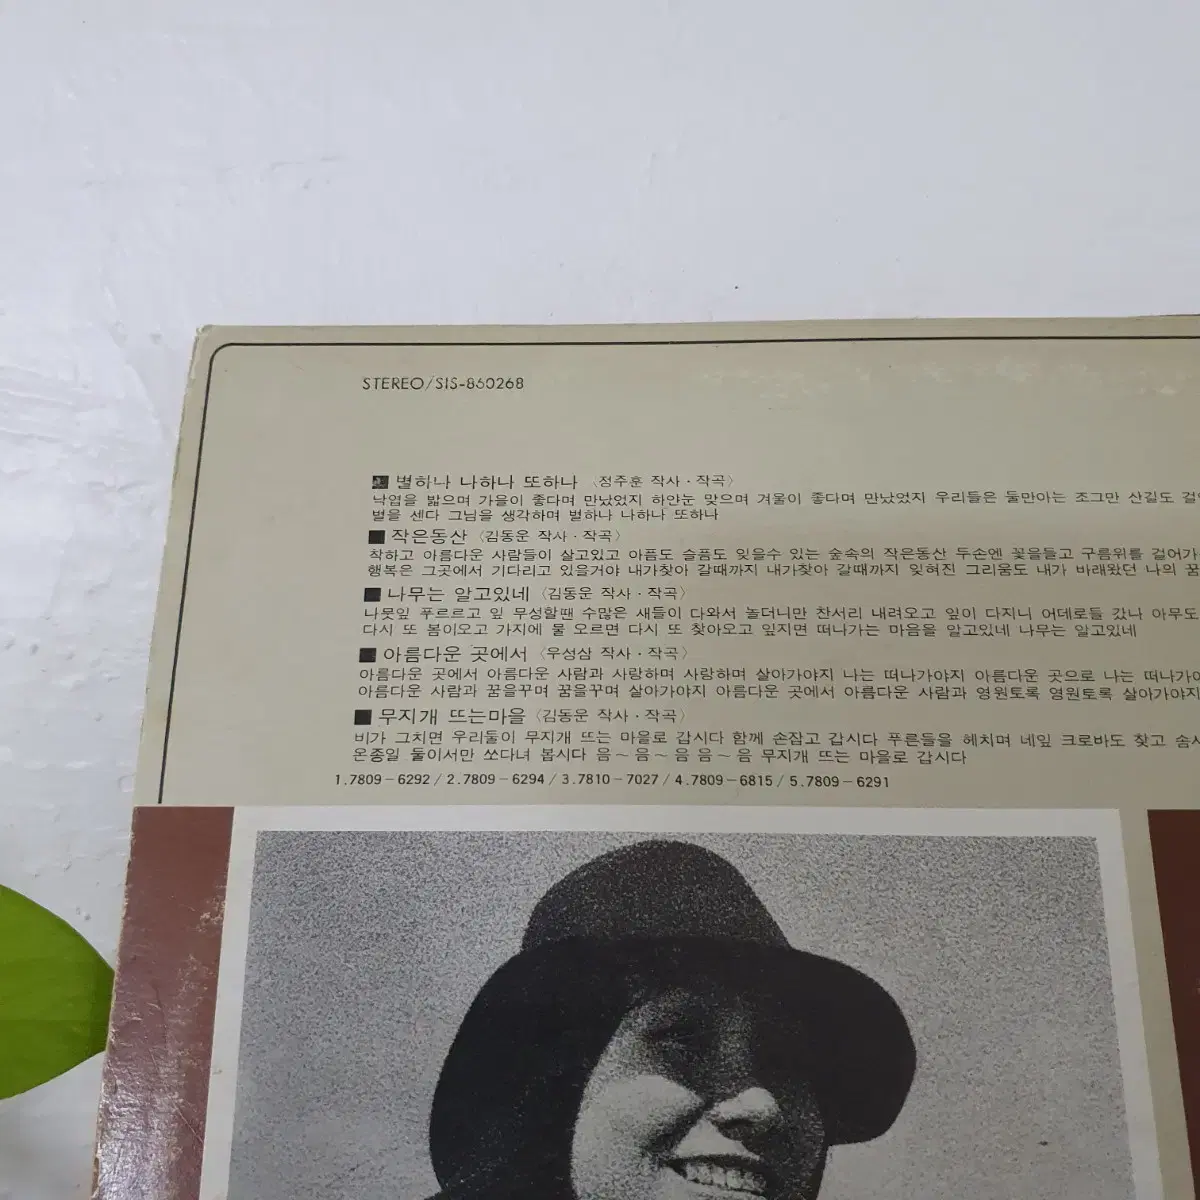 STEREO/SIS-860268
■ 별하나 나하나 또하나 〈정주훈 작사·작곡〉
낙엽을 밟으며 가을이 좋다며 만났었지 하얀눈 맞으며 겨울이 좋다며 만났었지 우리들은 둘만아는 조그만 산길도
별을 센다 그님을 생각하며 별하나 나하나 또하나
■ 작은동산 〈김동운 작사·작곡〉
착하고 아름다운 사람들이 살고있고 아픔도 슬픔도 잊을수 있는 숲속의 작은동산 두손엔 꽃을들고 구름위를 걸어가
행복은 그곳에서 기다리고 있을거야 내가찾아 갈때까지 내가찾아 갈때까지 잊혀진 그리움도 내가 바래왔던 나의 꿈
■ 나무는 알고있네 〈김동운 작사·작곡〉
나뭇잎 푸르르고 잎 무성할땐 수많은 새들이 다와서 놀더니만 찬서리 내려오고 잎이 다지니 어데로들 갔나 아무도
다시 또 봄이오고 가지에 물 오르면 다시 또 찾아오고 잎지면 떠나가는 마음을 알고있네 나무는 알고있네
■ 아름다운 곳에서 〈우성삼 작사·작곡〉
아름다운 곳에서 아름다운 사람과 사랑하며 사랑하며 살아가야지 나는 떠나가야지 아름다운 곳으로 나는 떠나가야
아름다운 사람과 꿈을꾸며 꿈을꾸며 살아가야지 아름다운 곳에서 아름다운 사람과 영원토록 영원토록 살아가야지
■ 무지개 뜨는마을 〈김동운 작사·작곡〉
비가 그치면 우리둘이 무지개 뜨는 마을로 갑시다 함께 손잡고 갑시다 푸른들을 헤치며 네잎 크로바도 찾고 송사
온종일 둘이서만 쏘다녀 봅시다 음～음～음 음～음 무지개 뜨는 마을로 갑시다
1.7809-6292/2.7809-6294/3.7810-7027/4.7809-6815/5.7809-6291